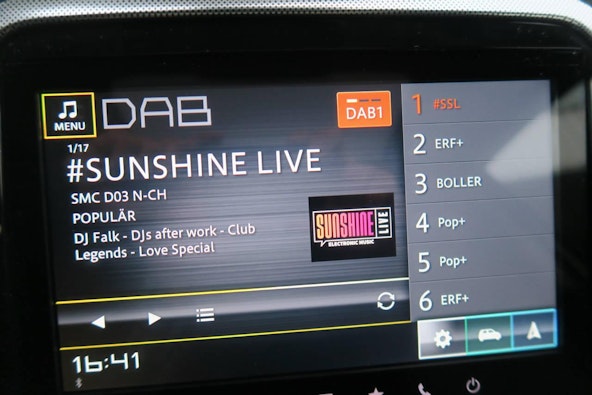 MENU
DAB
DAB1
1/17
#SUNSHINE LIVE
SMC D03 N-CH
POPULÄR
DJ Falk - DJs after work - Club
Legends - Love Special
SUNSHINE
LIVE
ELECTRONIC MUSIC
1 #SSL
2 ERF+
3 BOLLER
4 Pop+
5 Pop+
6 ERF+
16:41